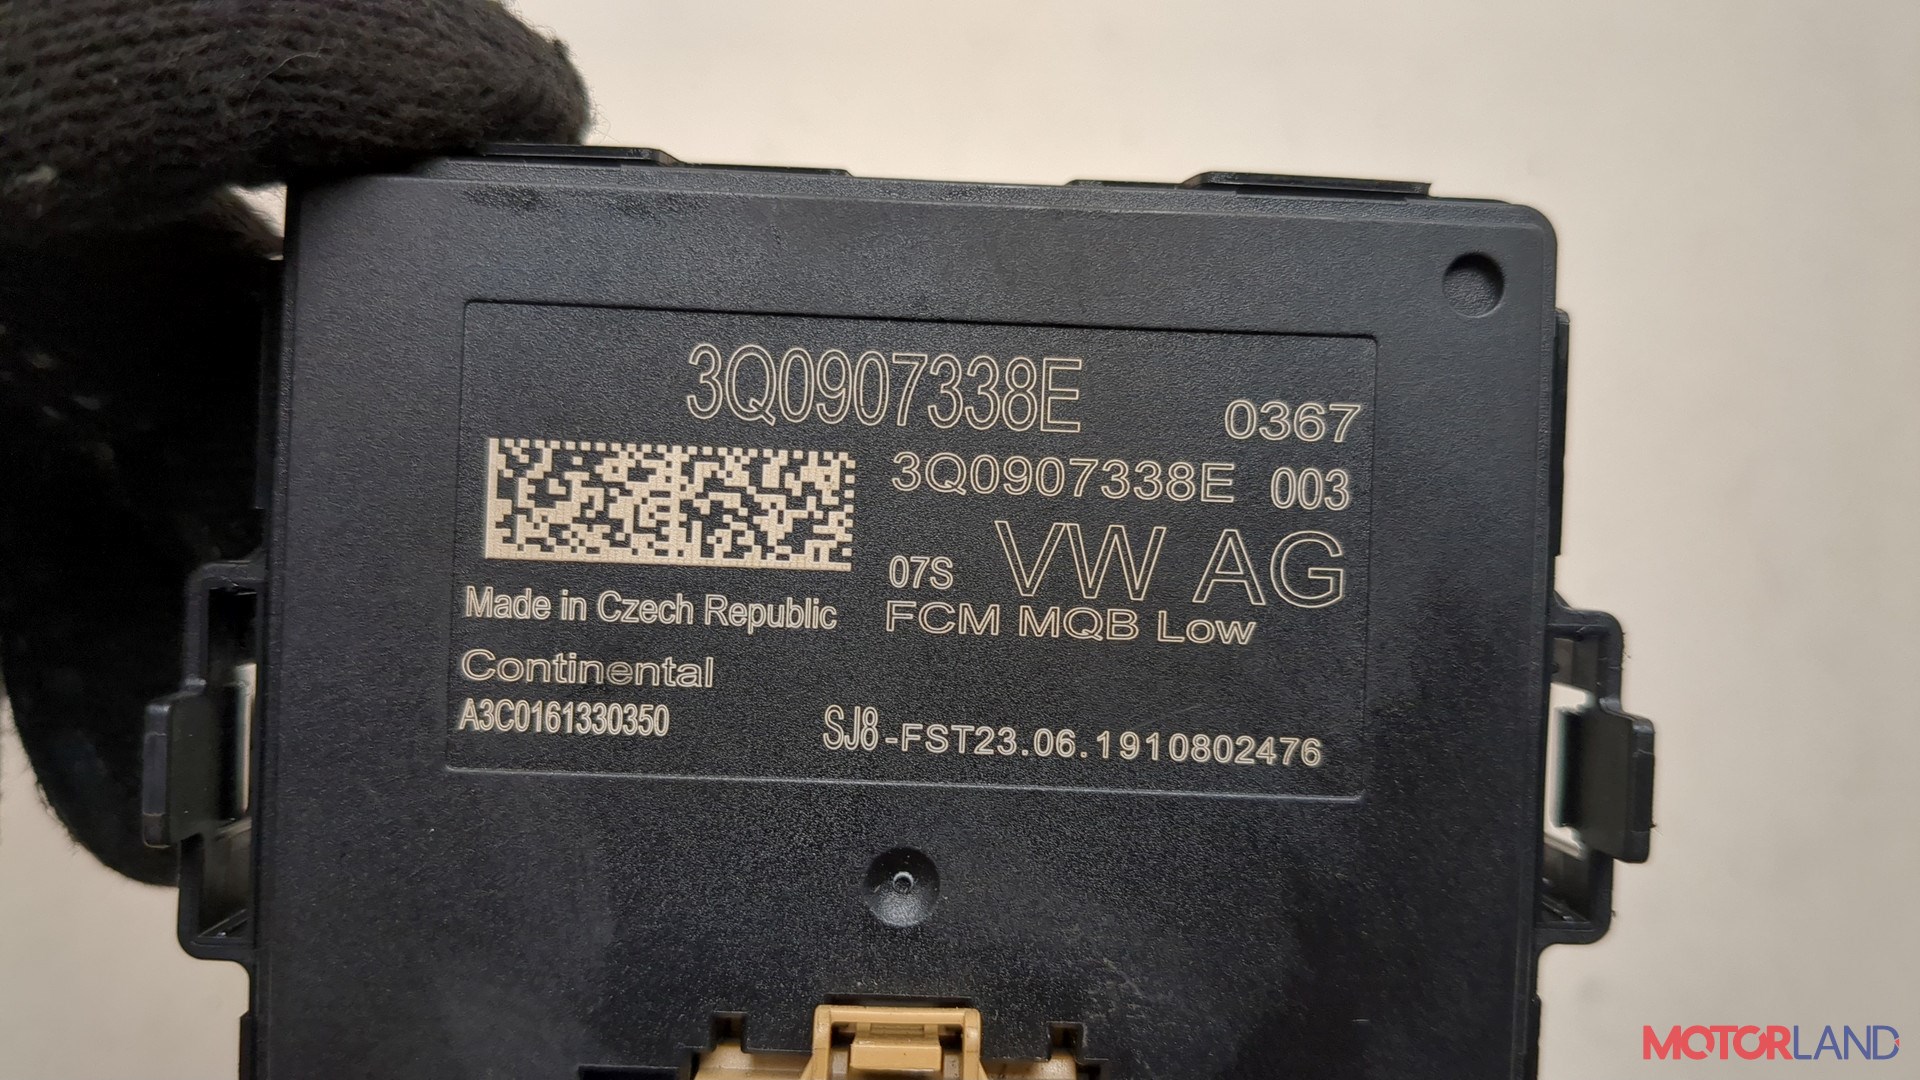 3Q0907338E
0367
3Q0907338E 003
07S VW AG
FCM MQB Low
Made in Czech Republic
Continental
A3C0161330350
SJ8-FST23.06.1910802476
MOTORLAND